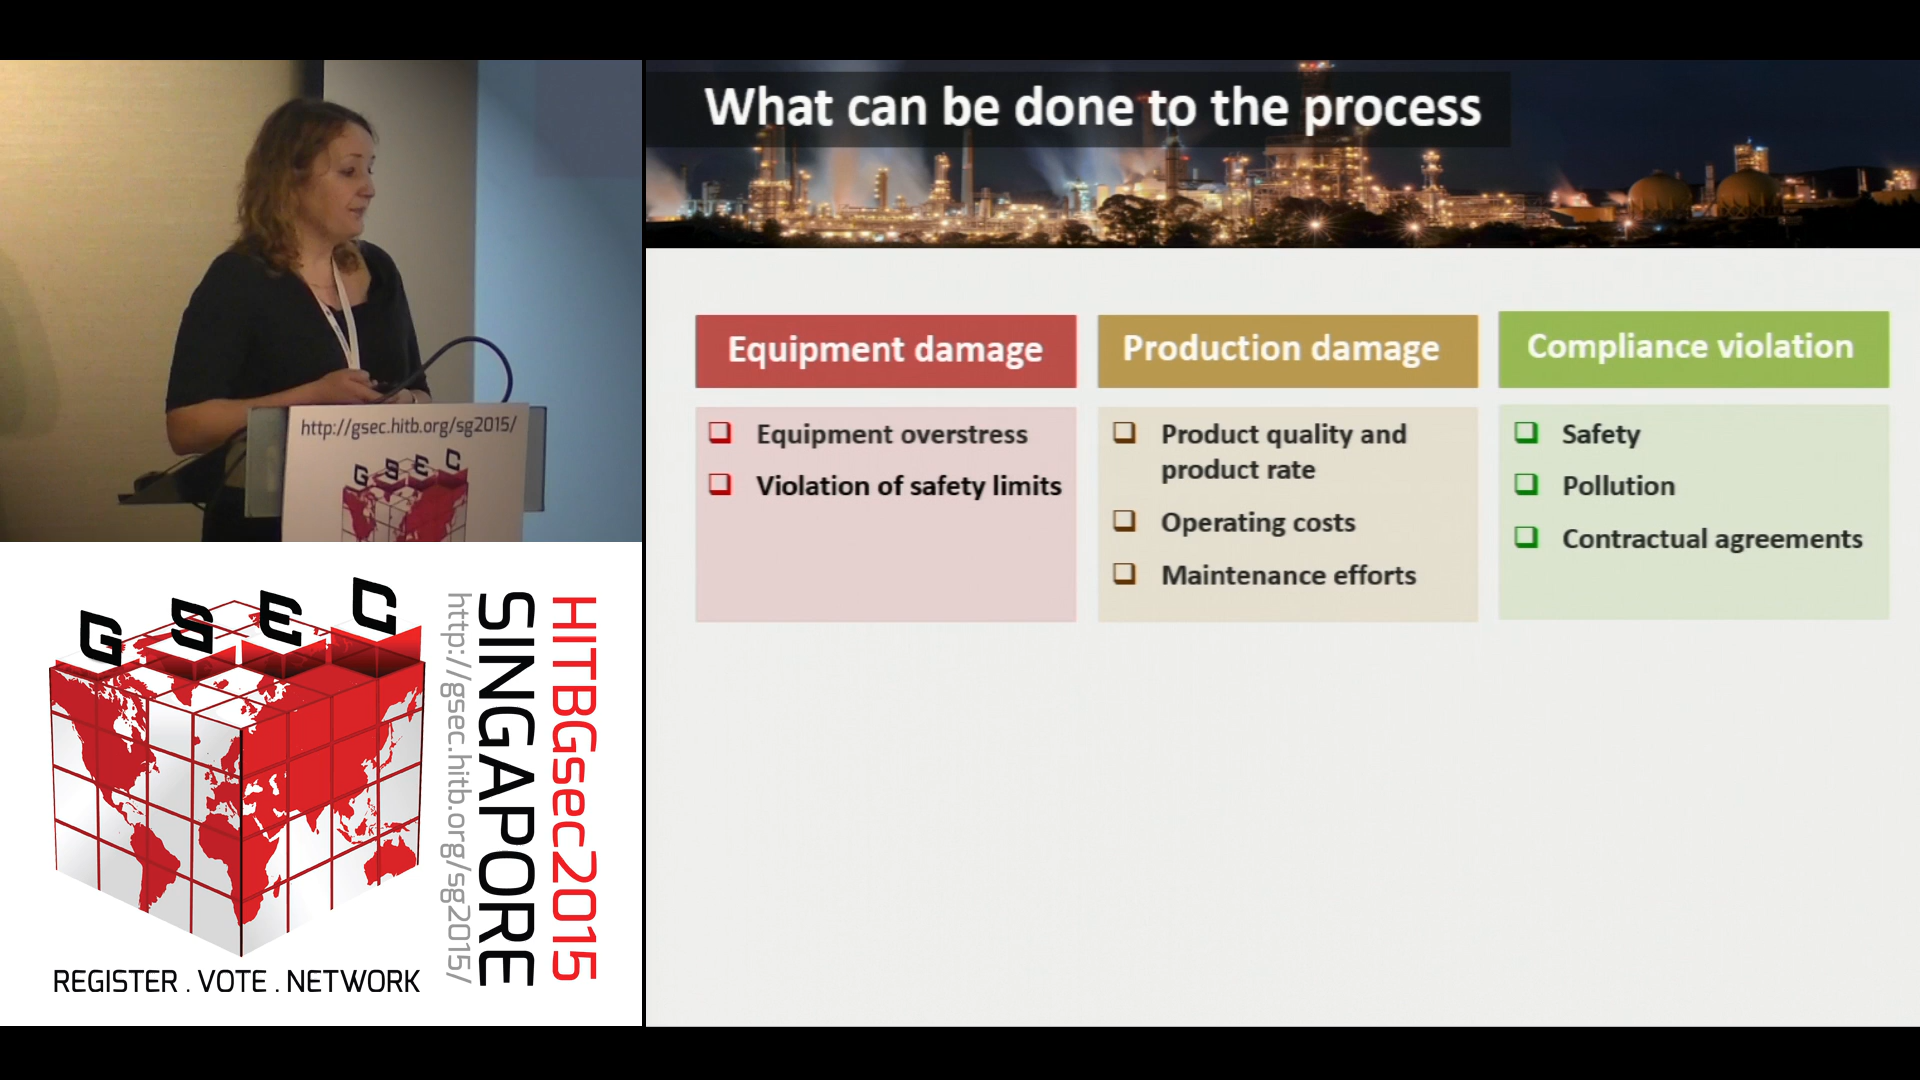 What can be done to the process
Equipment damage
Equipment overstress
Violation of safety limits
Production damage
Product quality and
product rate
Operating costs
Maintenance efforts
Compliance violation
Safety
Pollution
Contractual agreements
http://gsec.hitb.org/sg2015/
G S E C
G S E C
REGISTER . VOTE . NETWORK
http://gsec.hitb.org/sg2015/
SINGAPORE
HITBGsec2015